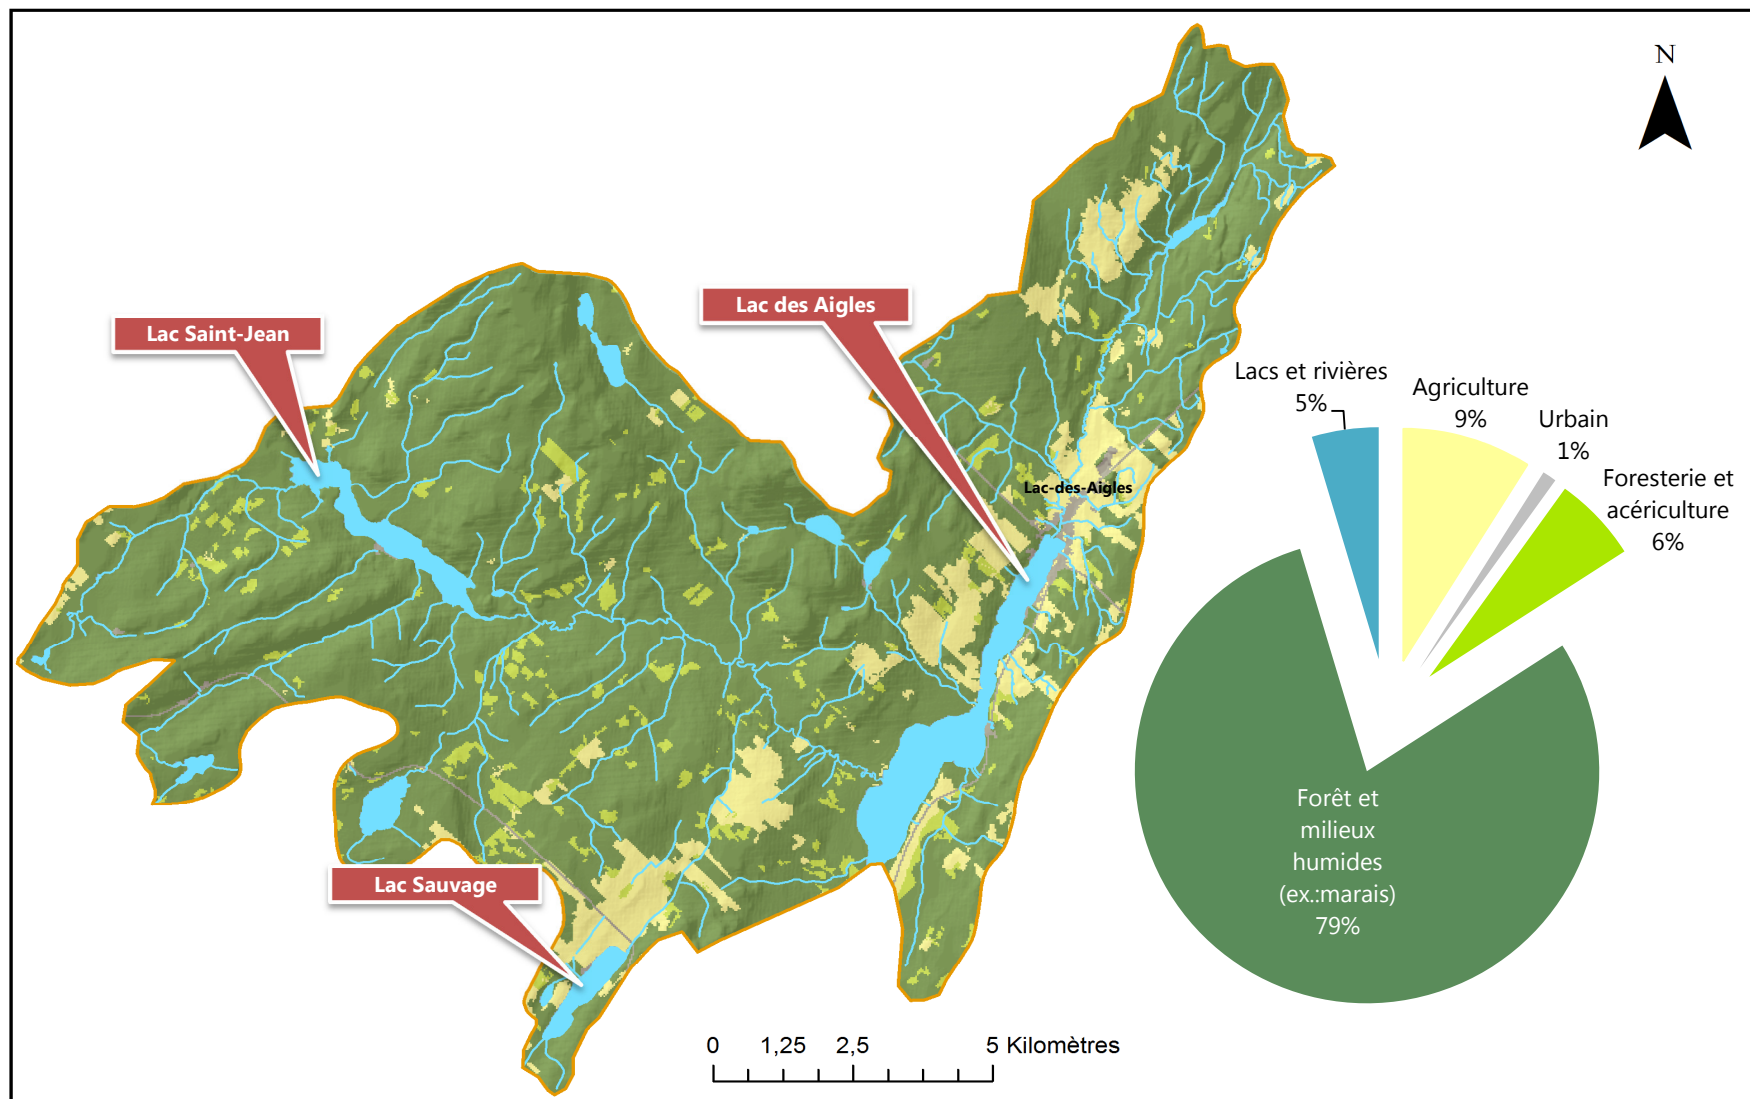 N
Lac des Aigles
Lac Saint-Jean
Lac-des-Aigles
Lac Sauvage
Lacs et rivières
5%
Agriculture
9%
Urbain
1%
Foresterie et
acériculture
6%
Forêt et
milieux
humides
(ex.:marais)
79%
0 1,25 2,5 5 Kilomètres